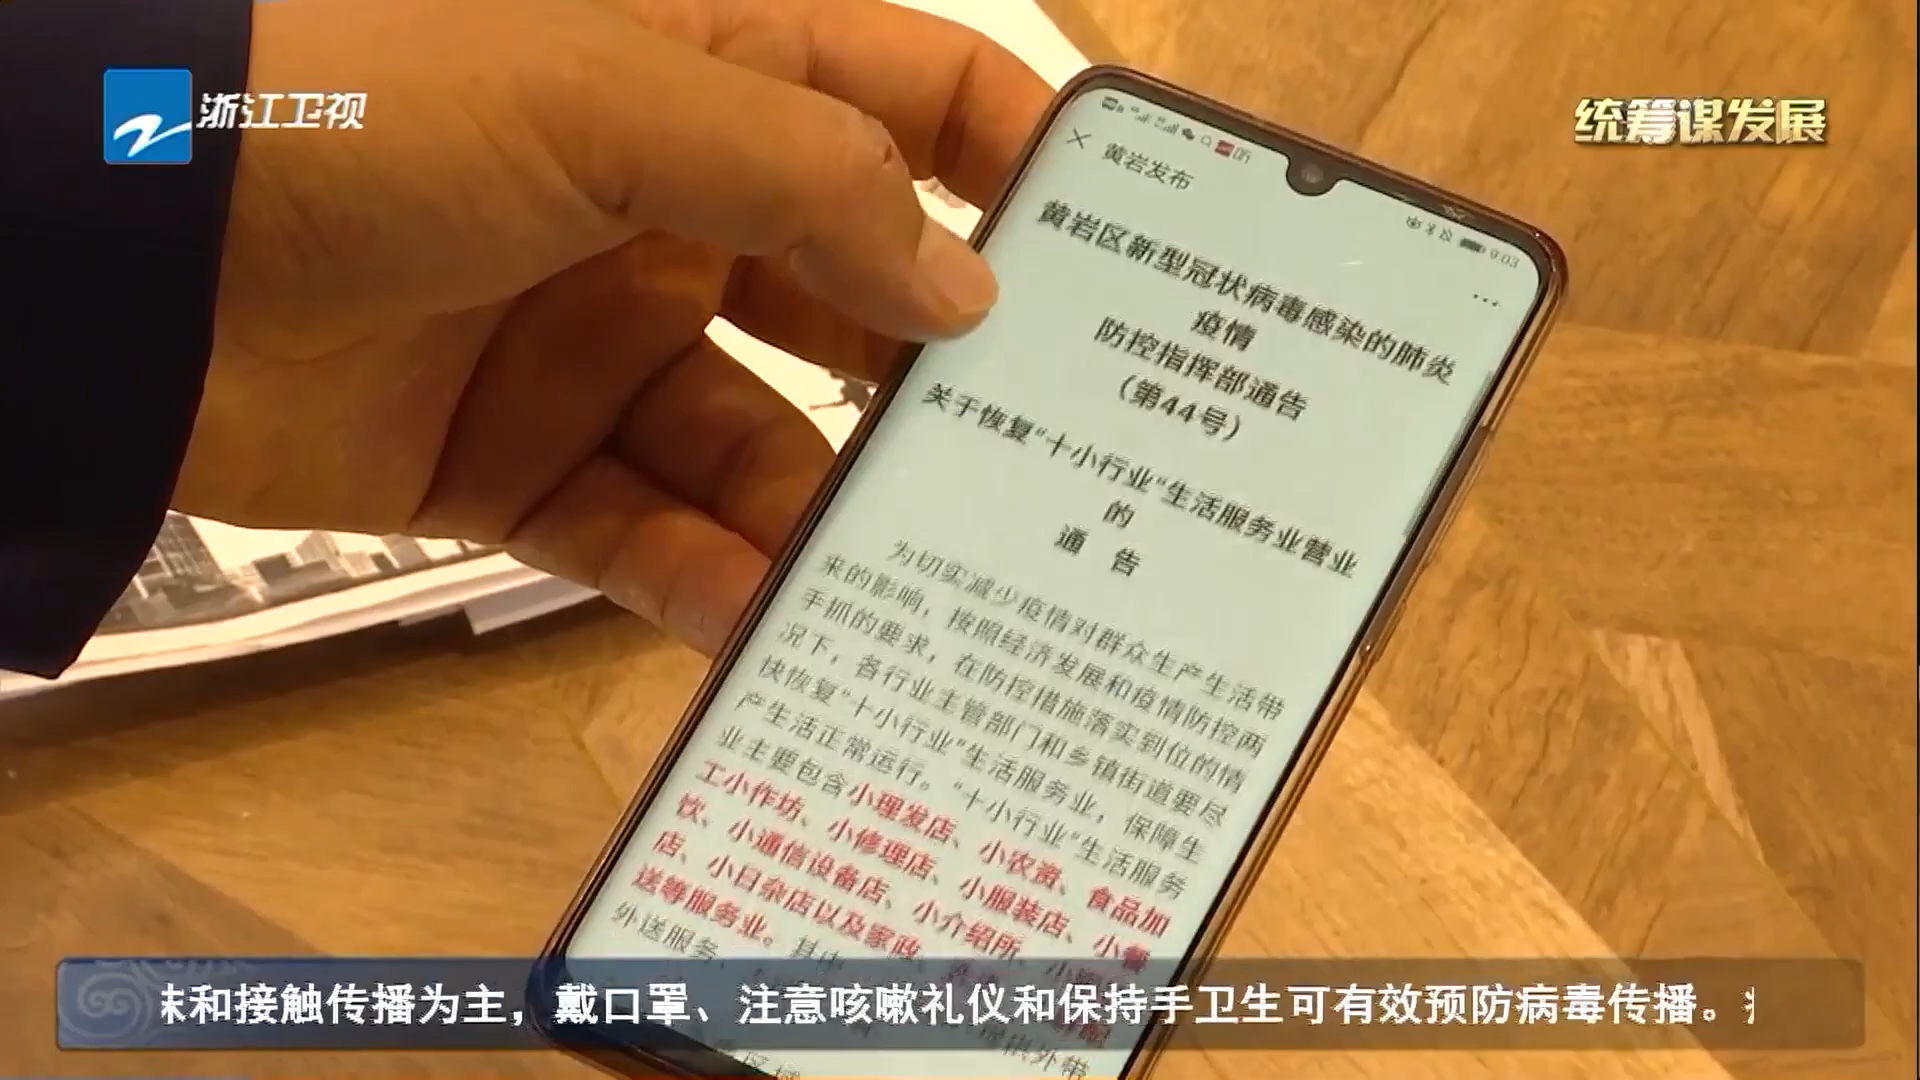 浙江卫视
统筹谋发展
9:03
黄岩发布
黄岩区新型冠状病毒感染的肺炎
疫情
防控指挥部通告
（第44号）
关于恢复“十小行业”生活服务业营业
的
通 告
为切实减少疫情对群众生产生活带
来的影响，按照经济发展和疫情防控两
手抓的要求，在防控措施落实到位的情
况下，各行业主管部门和乡镇街道要尽
快恢复“十小行业”生活服务业，保障生
产生活正常运行。“十小行业”生活服务
业主要包含小理发店、小农资、食品加
工小作坊、小修理店、小服装店、小餐
饮、小通信设备店、小介绍所、小
店、小日杂店以及家政、
送等服务业。其中
外送服务、
提供外带
和接触传播为主，戴口罩、注意咳嗽礼仪和保持手卫生可有效预防病毒传播。